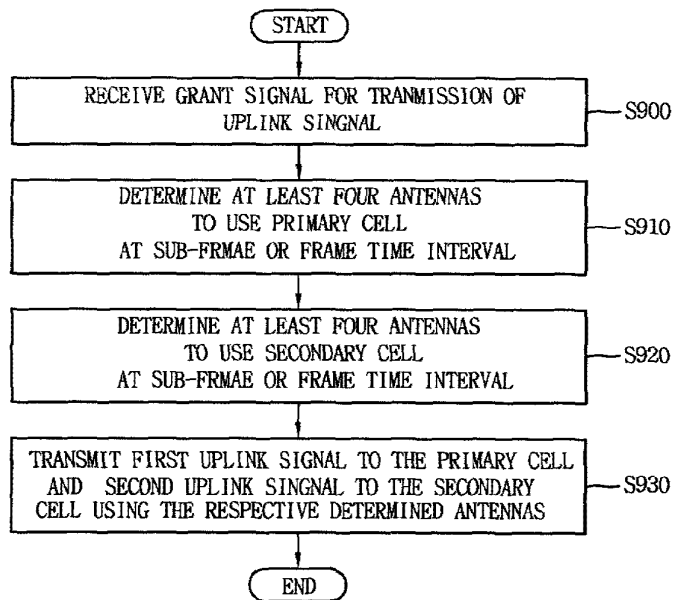 START
RECEIVE GRANT SIGNAL FOR TRANMISSION OF
UPLINK SINGNAL
S900
DETERMINE AT LEAST FOUR ANTENNAS
TO USE PRIMARY CELL
AT SUB-FRMAE OR FRAME TIME INTERVAL
S910
DETERMINE AT LEAST FOUR ANTENNAS
TO USE SECONDARY CELL
AT SUB-FRMAE OR FRAME TIME INTERVAL
S920
TRANSMIT FIRST UPLINK SIGNAL TO THE PRIMARY CELL
AND SECOND UPLINK SINGNAL TO THE SECONDARY
CELL USING THE RESPECTIVE DETERMINED ANTENNAS
S930
END